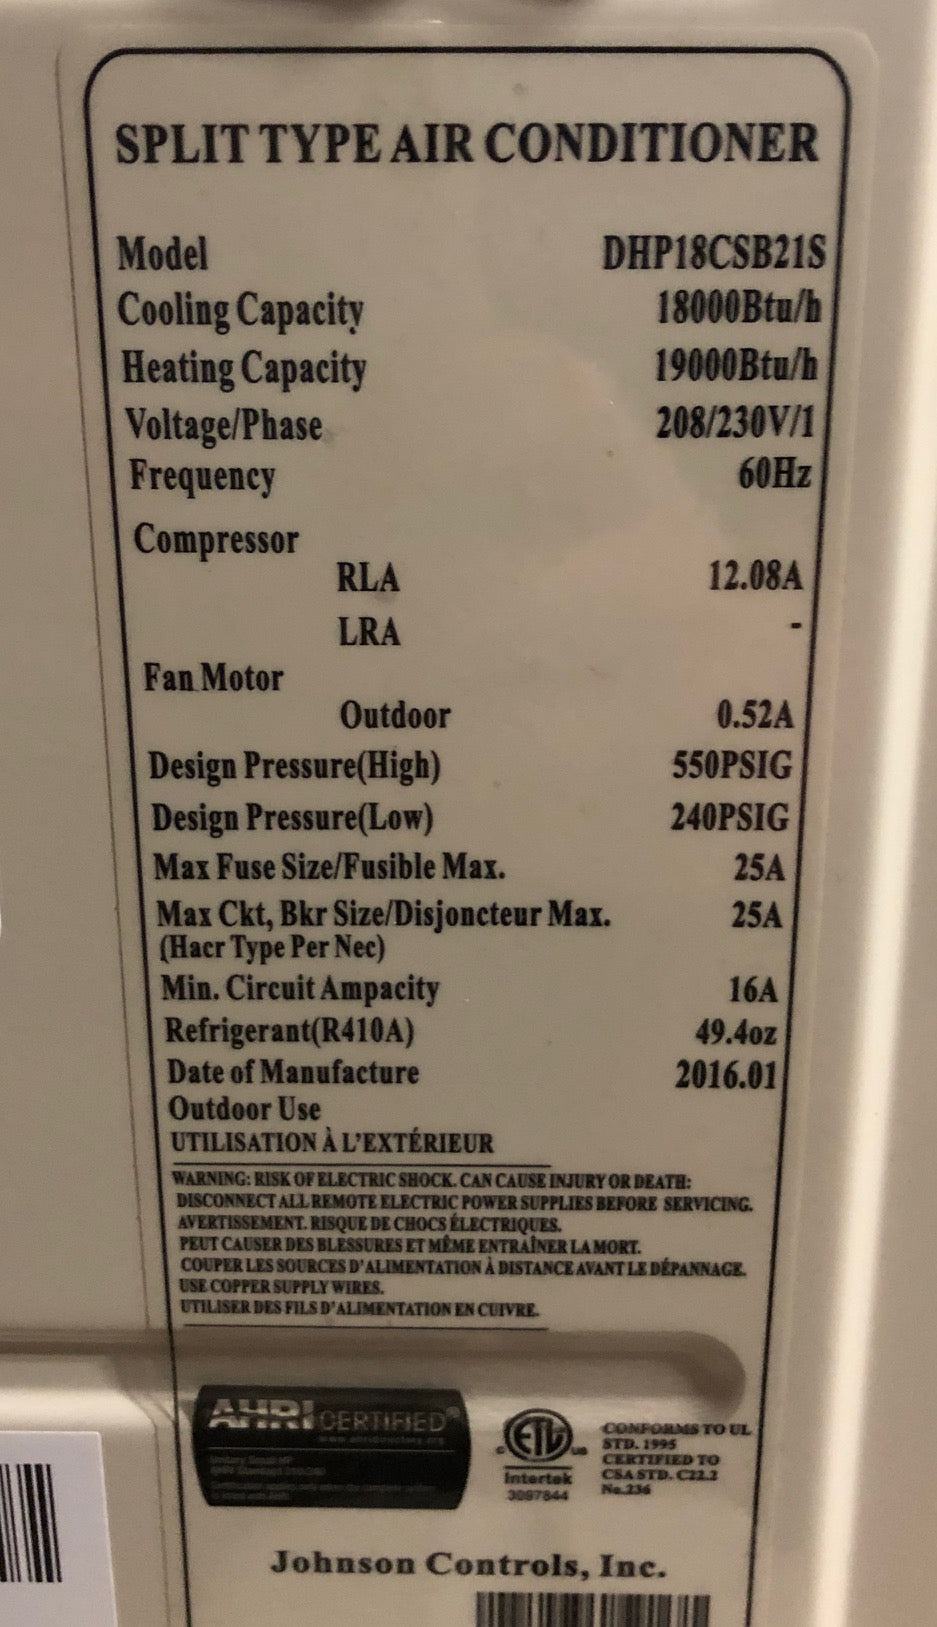 SPLIT TYPE AIR CONDITIONER
Model DHP18CSB21S
Cooling Capacity 18000Btu/h
Heating Capacity 19000Btu/h
Voltage/Phase 208/230V/1
Frequency 60Hz
Compressor
RLA 12.08A
LRA -
Fan Motor
Outdoor 0.52A
Design Pressure(High) 550PSIG
Design Pressure(Low) 240PSIG
Max Fuse Size/Fusible Max. 25A
Max Ckt, Bkr Size/Disjoncteur Max. 25A
(Hacr Type Per Nec)
Min. Circuit Ampacity 16A
Refrigerant(R410A) 49.4oz
Date of Manufacture 2016.01
Outdoor Use
UTILISATION À L'EXTÉRIEUR
WARNING: RISK OF ELECTRIC SHOCK. CAN CAUSE INJURY OR DEATH:
DISCONNECT ALL REMOTE ELECTRIC POWER SUPPLIES BEFORE SERVICING.
AVERTISSEMENT. RISQUE DE CHOCS ÉLECTRIQUES.
PEUT CAUSER DES BLESSURES ET MÊME ENTRAÎNER LA MORT.
COUPER LES SOURCES D'ALIMENTATION À DISTANCE AVANT LE DÉPANNAGE.
USE COPPER SUPPLY WIRES.
UTILISER DES FILS D'ALIMENTATION EN CUIVRE.
AHRI CERTIFIED®
www.ahridirectory.org
c ETL us
Intertek
3097844
CONFORMS TO UL
STD. 1995
CERTIFIED TO
CSA STD. C22.2
No.236
Johnson Controls, Inc.